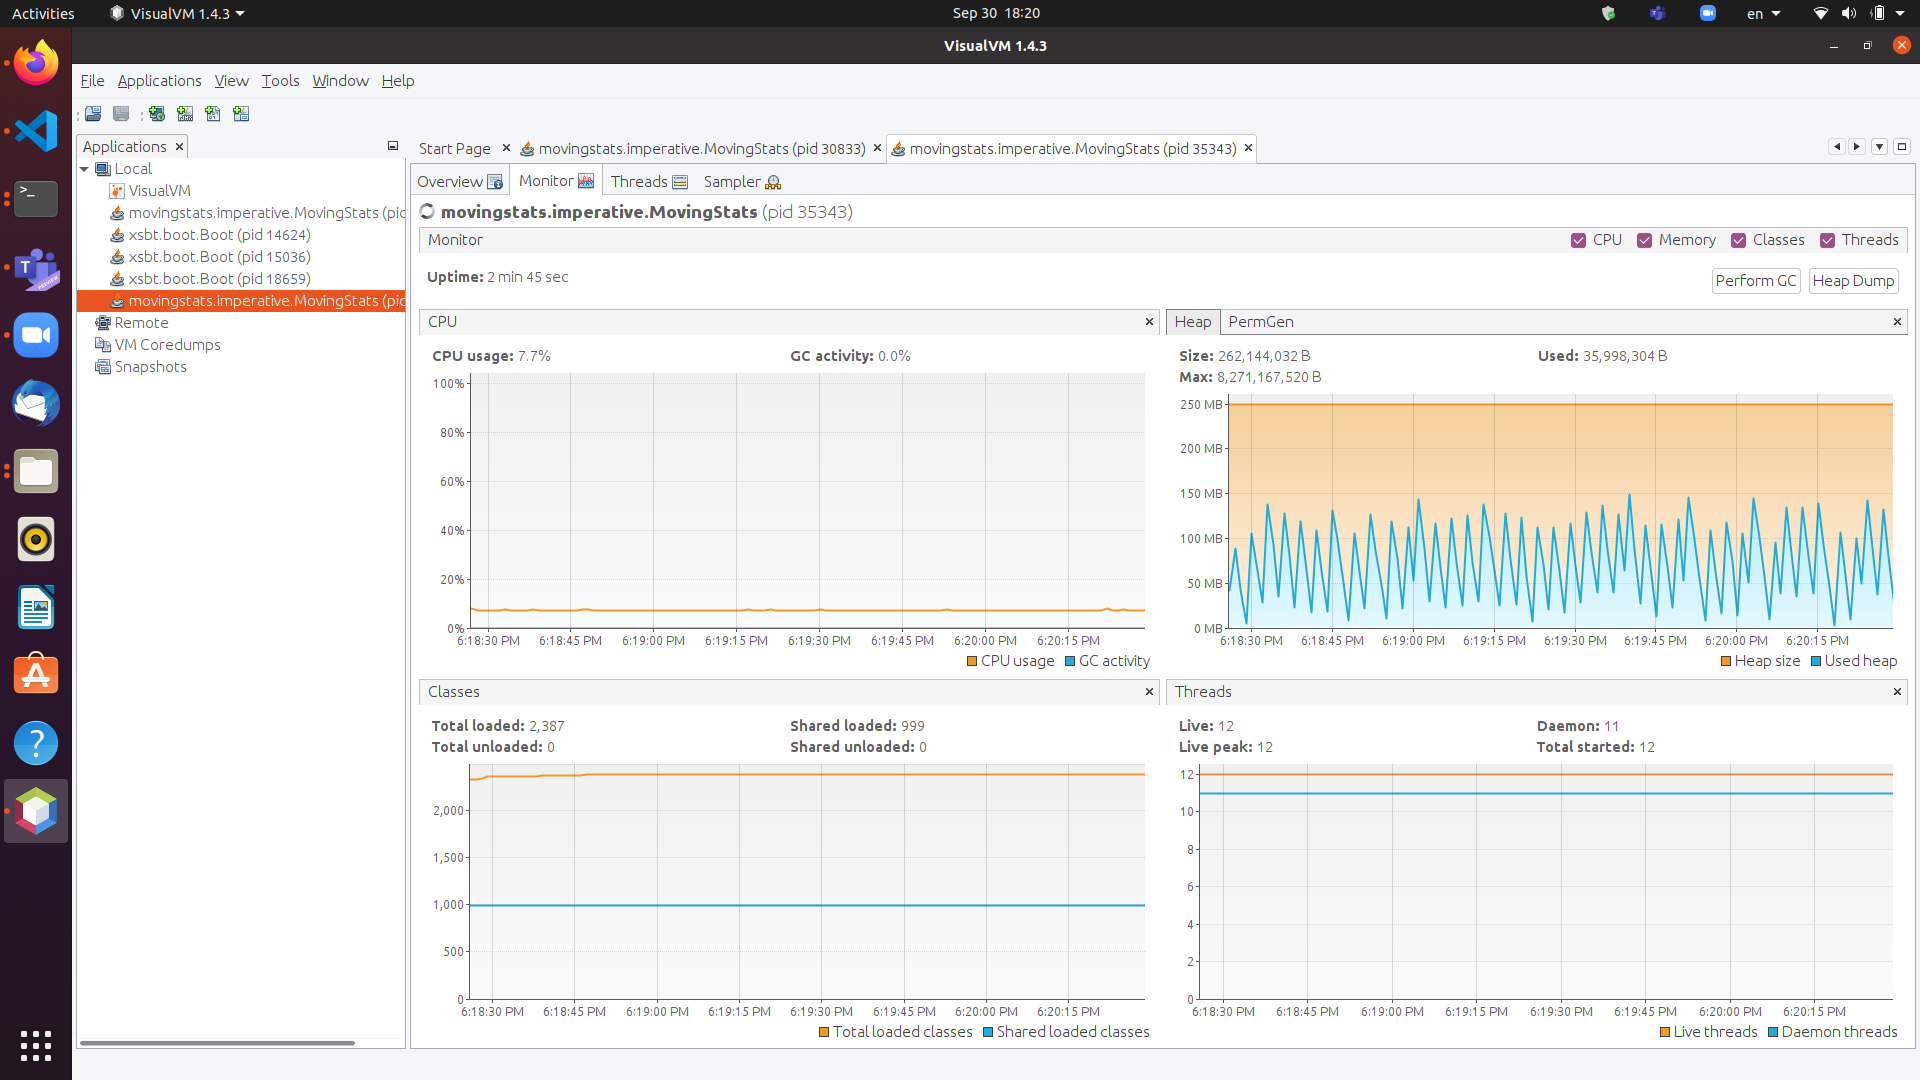 Activities VisualVM 1.4.3 Sep 30 18:20 en
VisualVM 1.4.3
File Applications View Tools Window Help
Applications
Local
VisualVM
movingstats.imperative.MovingStats (pid
xsbt.boot.Boot (pid 14624)
xsbt.boot.Boot (pid 15036)
xsbt.boot.Boot (pid 18659)
movingstats.imperative.MovingStats (pid
Remote
VM Coredumps
Snapshots
Start Page movingstats.imperative.MovingStats (pid 30833) movingstats.imperative.MovingStats (pid 35343)
Overview Monitor Threads Sampler
movingstats.imperative.MovingStats (pid 35343)
Monitor CPU Memory Classes Threads
Uptime: 2 min 45 sec Perform GC Heap Dump
CPU
CPU usage: 7.7% GC activity: 0.0%
100%
80%
60%
40%
20%
0%
6:18:30 PM 6:18:45 PM 6:19:00 PM 6:19:15 PM 6:19:30 PM 6:19:45 PM 6:20:00 PM 6:20:15 PM
CPU usage GC activity
Heap PermGen
Size: 262,144,032 B Used: 35,998,304 B
Max: 8,271,167,520 B
250 MB
200 MB
150 MB
100 MB
50 MB
0 MB
6:18:30 PM 6:18:45 PM 6:19:00 PM 6:19:15 PM 6:19:30 PM 6:19:45 PM 6:20:00 PM 6:20:15 PM
Heap size Used heap
Classes
Total loaded: 2,387 Shared loaded: 999
Total unloaded: 0 Shared unloaded: 0
2,000
1,500
1,000
500
0
6:18:30 PM 6:18:45 PM 6:19:00 PM 6:19:15 PM 6:19:30 PM 6:19:45 PM 6:20:00 PM 6:20:15 PM
Total loaded classes Shared loaded classes
Threads
Live: 12 Daemon: 11
Live peak: 12 Total started: 12
12
10
8
6
4
2
0
6:18:30 PM 6:18:45 PM 6:19:00 PM 6:19:15 PM 6:19:30 PM 6:19:45 PM 6:20:00 PM 6:20:15 PM
Live threads Daemon threads